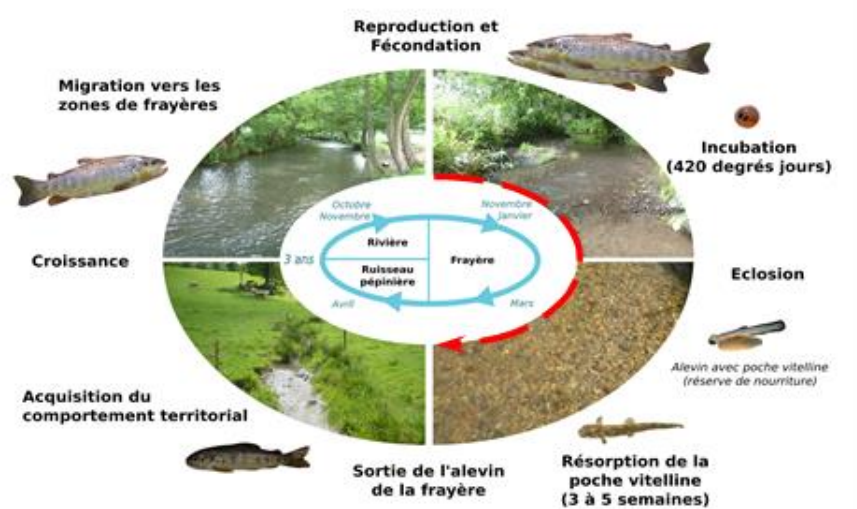 Reproduction et
Fécondation
Migration vers les
zones de frayères
Incubation
(420 degrés jours)
Octobre
Novembre
Novembre
Janvier
Rivière
Croissance
3 ans
Frayère
Ruisseau
pépinière
Eclosion
Avril
Mars
Alevin avec poche vitelline
(réserve de nourriture)
Acquisition du
comportement territorial
Sortie de l'alevin
de la frayère
Résorption de la
poche vitelline
(3 à 5 semaines)